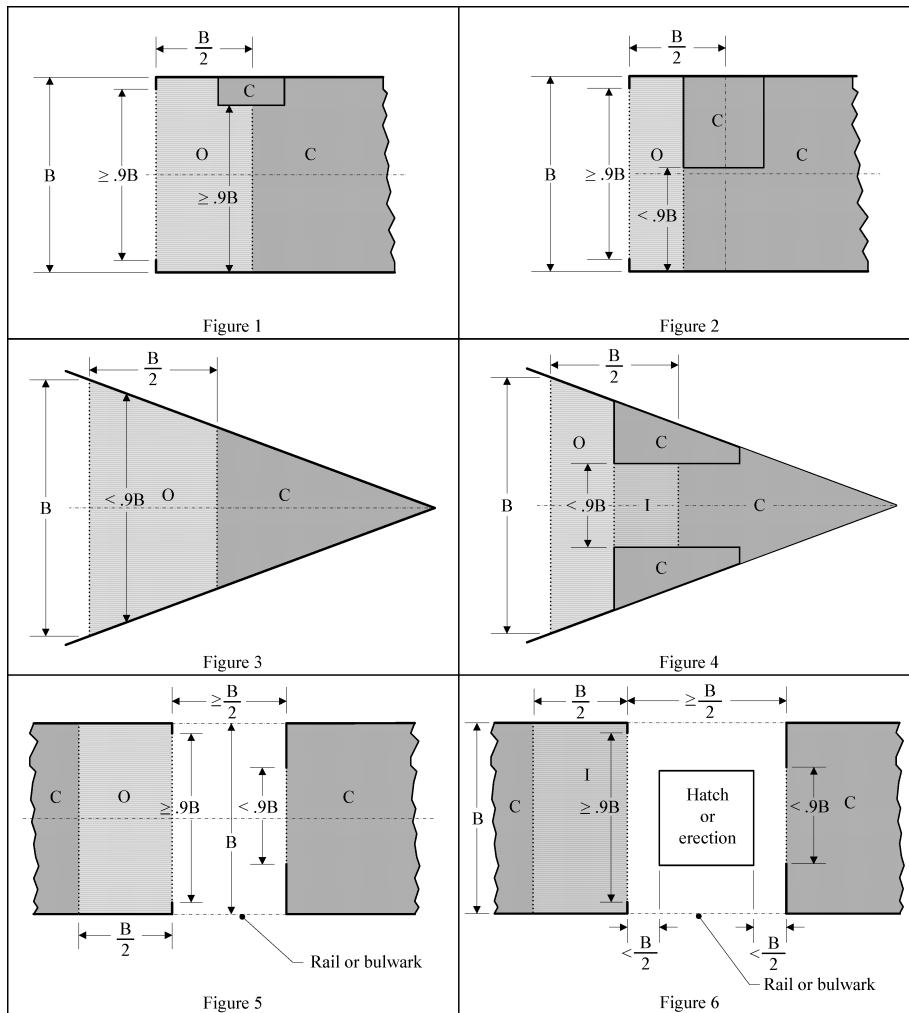 B/2
C
O
C
B
≥ .9B
≥ .9B
Figure 1
B/2
C
O
C
B
≥ .9B
< .9B
Figure 2
B/2
B
< .9B
O
C
Figure 3
B/2
O
C
B
< .9B
I
C
C
Figure 4
≥ B/2
C
O
≥ .9B
B
< .9B
C
B/2
Rail or bulwark
Figure 5
B/2
≥ B/2
I
B
C
≥ .9B
Hatch
or
erection
< .9B
C
< B/2
< B/2
Rail or bulwark
Figure 6